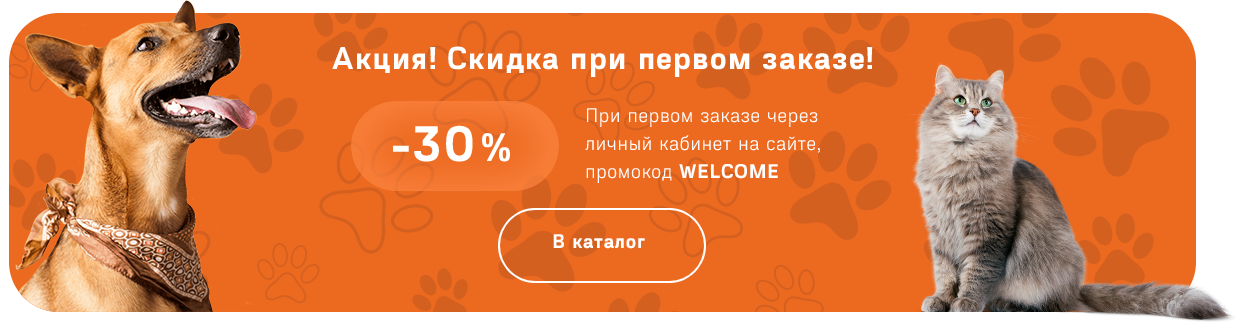 Акция! Скидка при первом заказе!
-30%
При первом заказе через
личный кабинет на сайте,
промокод WELCOME
В каталог